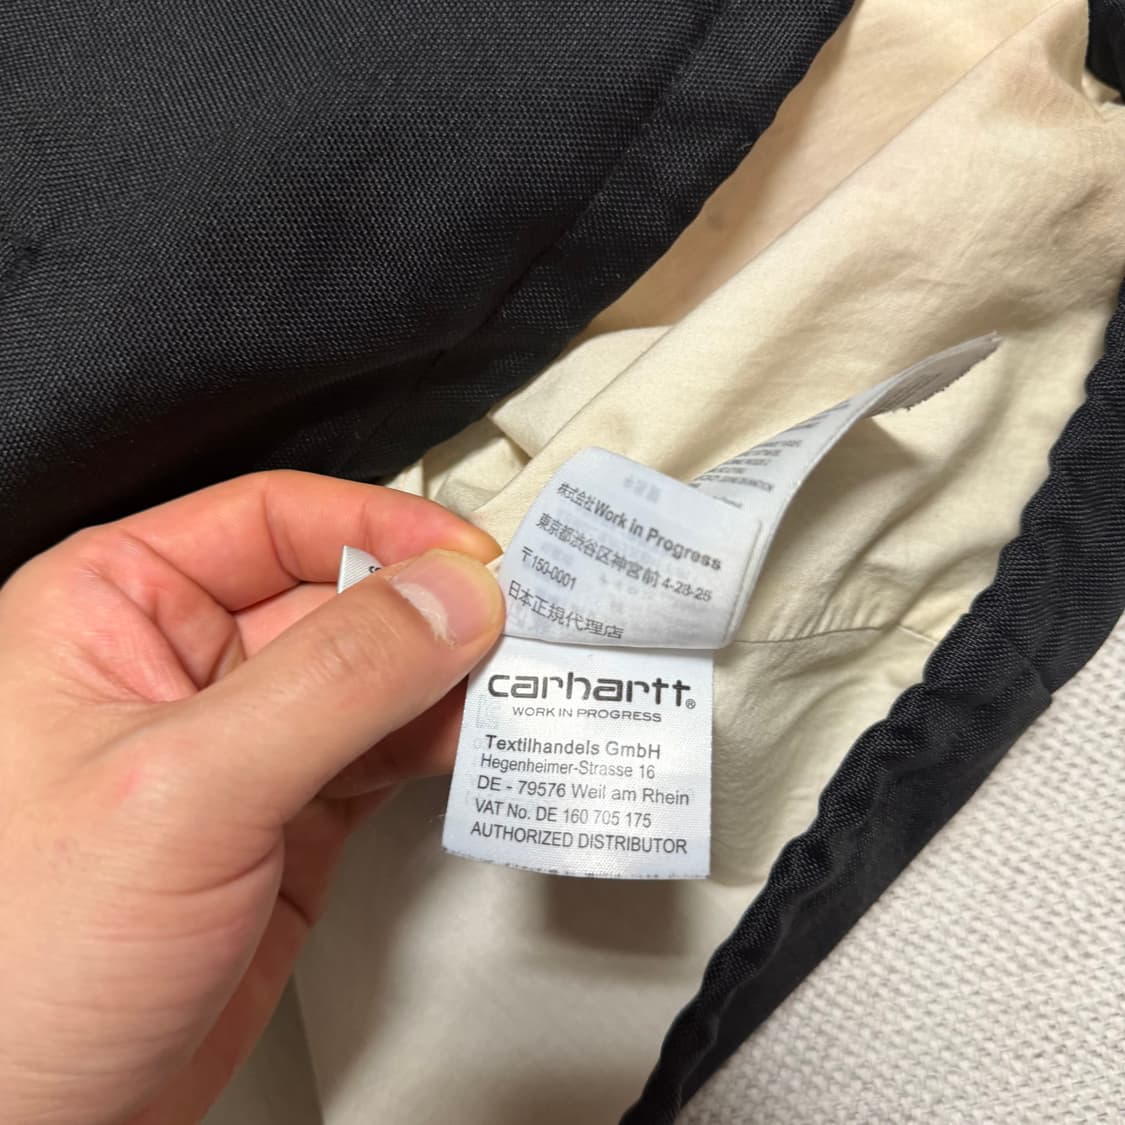 株式会社Work in Progress
東京都渋谷区神宮前 4-28-26
〒150-0001
日本正規代理店
carhartt®
WORK IN PROGRESS
Textilhandels GmbH
Hegenheimer-Strasse 16
DE - 79576 Weil am Rhein
VAT No. DE 160 705 175
AUTHORIZED DISTRIBUTOR